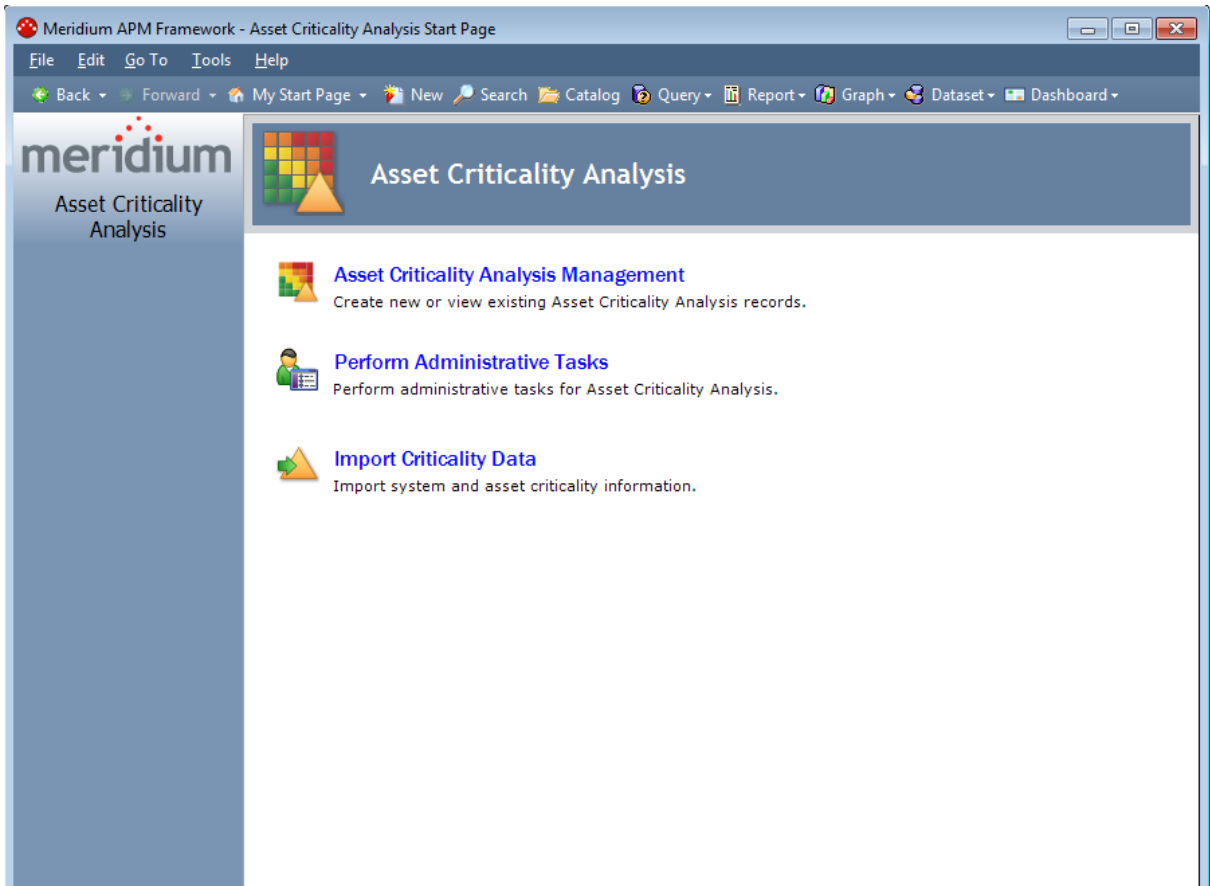 Meridium APM Framework - Asset Criticality Analysis Start Page
File Edit Go To Tools Help
Back Forward My Start Page New Search Catalog Query Report Graph Dataset Dashboard
meridium
Asset Criticality
Analysis
Asset Criticality Analysis
Asset Criticality Analysis Management
Create new or view existing Asset Criticality Analysis records.
Perform Administrative Tasks
Perform administrative tasks for Asset Criticality Analysis.
Import Criticality Data
Import system and asset criticality information.